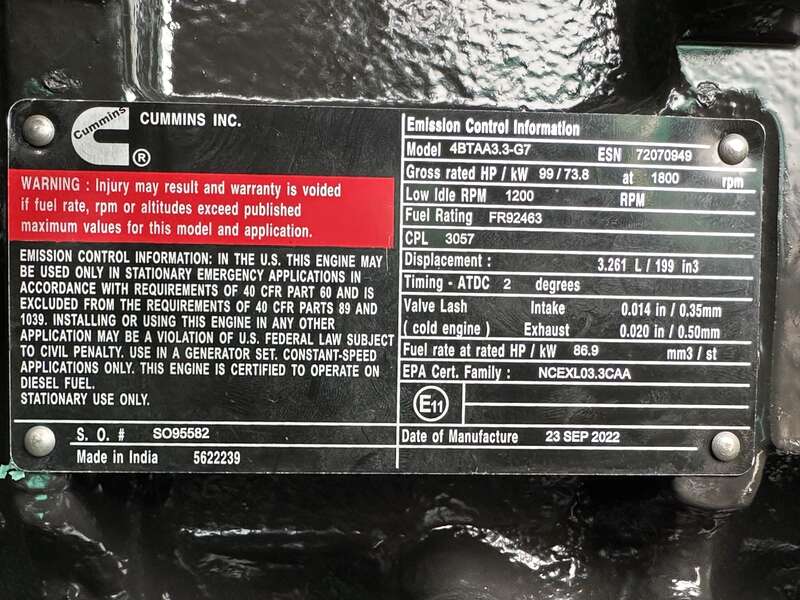 Cummins
®
CUMMINS INC.
WARNING : Injury may result and warranty is voided
if fuel rate, rpm or altitudes exceed published
maximum values for this model and application.
EMISSION CONTROL INFORMATION: IN THE U.S. THIS ENGINE MAY
BE USED ONLY IN STATIONARY EMERGENCY APPLICATIONS IN
ACCORDANCE WITH REQUIREMENTS OF 40 CFR PART 60 AND IS
EXCLUDED FROM THE REQUIREMENTS OF 40 CFR PARTS 89 AND
1039. INSTALLING OR USING THIS ENGINE IN ANY OTHER
APPLICATION MAY BE A VIOLATION OF U.S. FEDERAL LAW SUBJECT
TO CIVIL PENALTY. USE IN A GENERATOR SET. CONSTANT-SPEED
APPLICATIONS ONLY. THIS ENGINE IS CERTIFIED TO OPERATE ON
DIESEL FUEL.
STATIONARY USE ONLY.
S. O. # SO95582
Made in India 5622239
Emission Control Information
Model 4BTAA3.3-G7 ESN 72070949
Gross rated HP / kW 99 / 73.8 at 1800 rpm
Low Idle RPM 1200 RPM
Fuel Rating FR92463
CPL 3057
Displacement : 3.261 L / 199 in3
Timing - ATDC 2 degrees
Valve Lash Intake 0.014 in / 0.35mm
( cold engine ) Exhaust 0.020 in / 0.50mm
Fuel rate at rated HP / kW 86.9 mm3 / st
EPA Cert. Family : NCEXL03.3CAA
E11
Date of Manufacture 23 SEP 2022